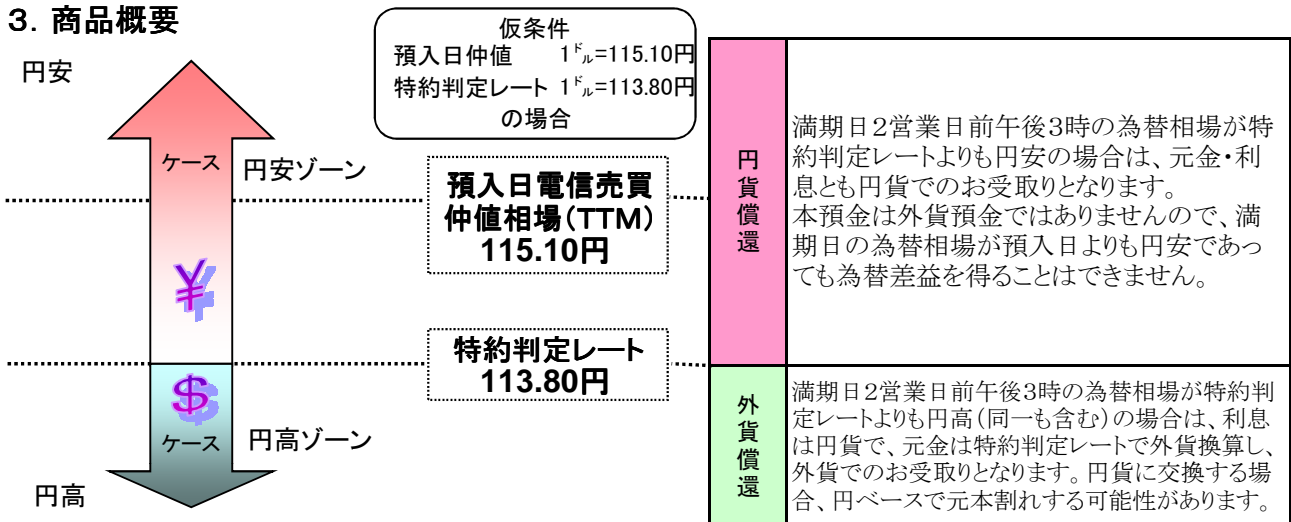 3．商品概要
仮条件
預入日仲値　1ドル=115.10円
特約判定レート 1ドル=113.80円
の場合
円安
ケース
円安ゾーン
預入日電信売買
仲値相場(TTM)
115.10円
¥
特約判定レート
113.80円
$
ケース
円高ゾーン
円高
円貨償還
満期日2営業日前午後3時の為替相場が特
約判定レートよりも円安の場合は、元金・利
息とも円貨でのお受取りとなります。
本預金は外貨預金ではありませんので、満
期日の為替相場が預入日よりも円安であっ
ても為替差益を得ることはできません。
外貨償還
満期日2営業日前午後3時の為替相場が特約判
定レートよりも円高(同一も含む)の場合は、利息
は円貨で、元金は特約判定レートで外貨換算し、
外貨でのお受取りとなります。円貨に交換する場
合、円ベースで元本割れする可能性があります。